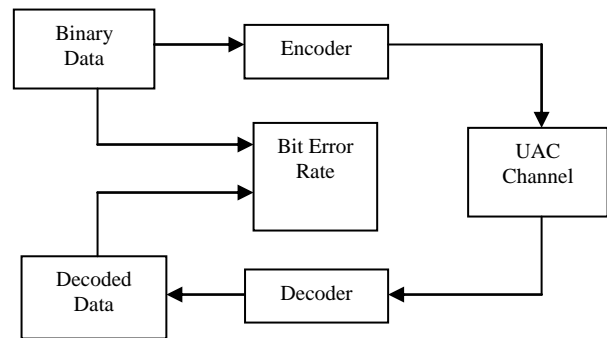 Binary
Data
Encoder
Bit Error
Rate
UAC
Channel
Decoded
Data
Decoder